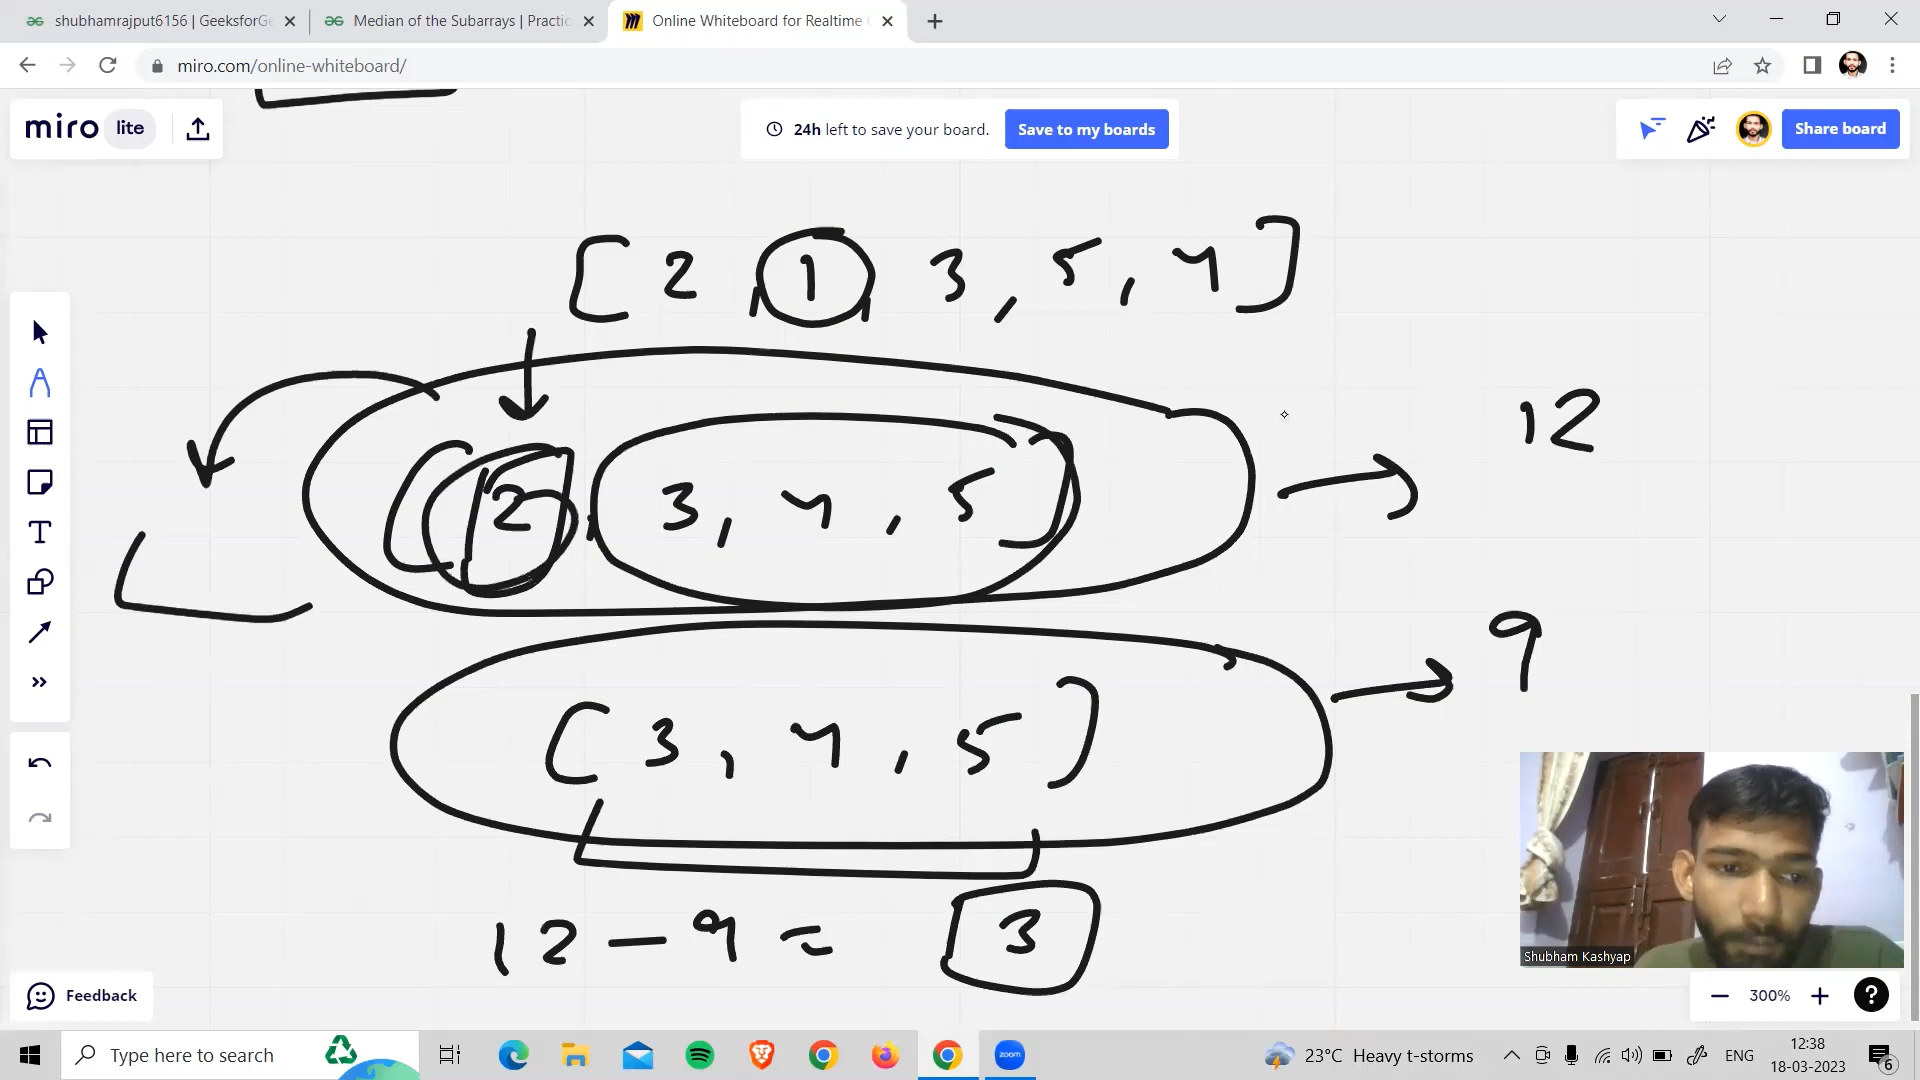 shubhamrajput6156 | GeeksforGe
Median of the Subarrays | Practic
Online Whiteboard for Realtime C
miro.com/online-whiteboard/
miro lite
24h left to save your board.
Save to my boards
Share board
[2, 1, 3, 5, 4]
12
[2, 3, 4, 5]
9
[3, 4, 5]
12 - 9 = 3
Shubham Kashyap
Feedback
300%
Type here to search
zoom
23°C Heavy t-storms
ENG
12:38
18-03-2023
6